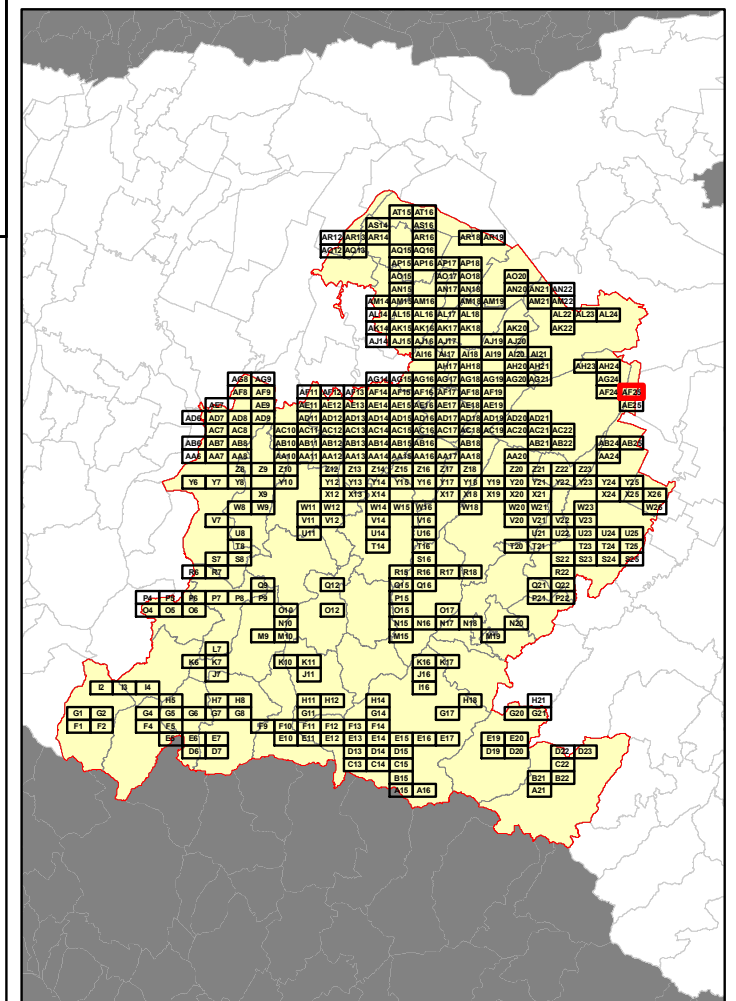 AT15 AT16
AS14 AS16
AR12 AR13 AR14 AR16 AR18 AR19
AQ12 AQ13 AQ15 AQ16
AP15 AP16 AP17 AP18
AO15 AO17 AO18 AO20
AN15 AN17 AN18 AN20 AN21 AN22
AM14 AM15 AM16 AM18 AM19 AM21 AM22
AL14 AL15 AL16 AL17 AL18 AL22 AL23 AL24
AK14 AK15 AK16 AK17 AK18 AK20 AK22
AJ14 AJ15 AJ16 AJ17 AJ19 AJ20
AI16 AI17 AI18 AI19 AI20 AI21
AH17 AH18 AH20 AH21 AH23 AH24
AG8 AG9 AG14 AG15 AG16 AG17 AG18 AG19 AG20 AG21 AG24
AF8 AF9 AF11 AF12 AF13 AF14 AF15 AF16 AF17 AF18 AF19 AF24 AF25
AE7 AE9 AE11 AE12 AE13 AE14 AE15 AE16 AE17 AE18 AE19 AE25
AD6 AD7 AD8 AD9 AD11 AD12 AD13 AD14 AD15 AD16 AD17 AD18 AD19 AD20 AD21
AC7 AC8 AC10 AC11 AC12 AC13 AC14 AC15 AC16 AC17 AC18 AC19 AC20 AC21 AC22
AB6 AB7 AB8 AB10 AB11 AB12 AB13 AB14 AB15 AB16 AB18 AB21 AB22 AB24 AB25
AA6 AA7 AA8 AA10 AA11 AA12 AA13 AA14 AA15 AA16 AA17 AA18 AA20 AA24
Z8 Z9 Z10 Z12 Z13 Z14 Z15 Z16 Z17 Z18 Z20 Z21 Z22 Z23
Y6 Y7 Y8 Y10 Y12 Y13 Y14 Y15 Y16 Y17 Y18 Y19 Y20 Y21 Y22 Y23 Y24 Y25
X9 X12 X13 X14 X17 X18 X19 X20 X21 X24 X25 X26
W8 W9 W11 W12 W14 W15 W16 W18 W20 W21 W23 W26
V7 V11 V12 V14 V16 V20 V21 V22 V23
U8 U11 U14 U16 U21 U22 U23 U24 U25
T8 T14 T16 T20 T21 T23 T24 T25
S7 S8 S16 S22 S23 S24 S25
R6 R7 R15 R16 R17 R18 R22
Q9 Q12 Q15 Q16 Q21 Q22
P4 P5 P6 P7 P8 P9 P15 P21 P22
O4 O5 O6 O10 O12 O15 O17
N10 N15 N16 N17 N18 N20
M9 M10 M15 M19
L7
K6 K7 K10 K11 K16 K17
J7 J11 J16
I2 I3 I4 I16
H5 H7 H8 H11 H12 H14 H18 H21
G1 G2 G4 G5 G6 G7 G8 G11 G14 G17 G20 G21
F1 F2 F4 F5 F9 F10 F11 F12 F13 F14
E5 E6 E7 E10 E11 E12 E13 E14 E15 E16 E17 E19 E20
D6 D7 D13 D14 D15 D19 D20 D22 D23
C13 C14 C15 C22
B15 B21 B22
A15 A16 A21